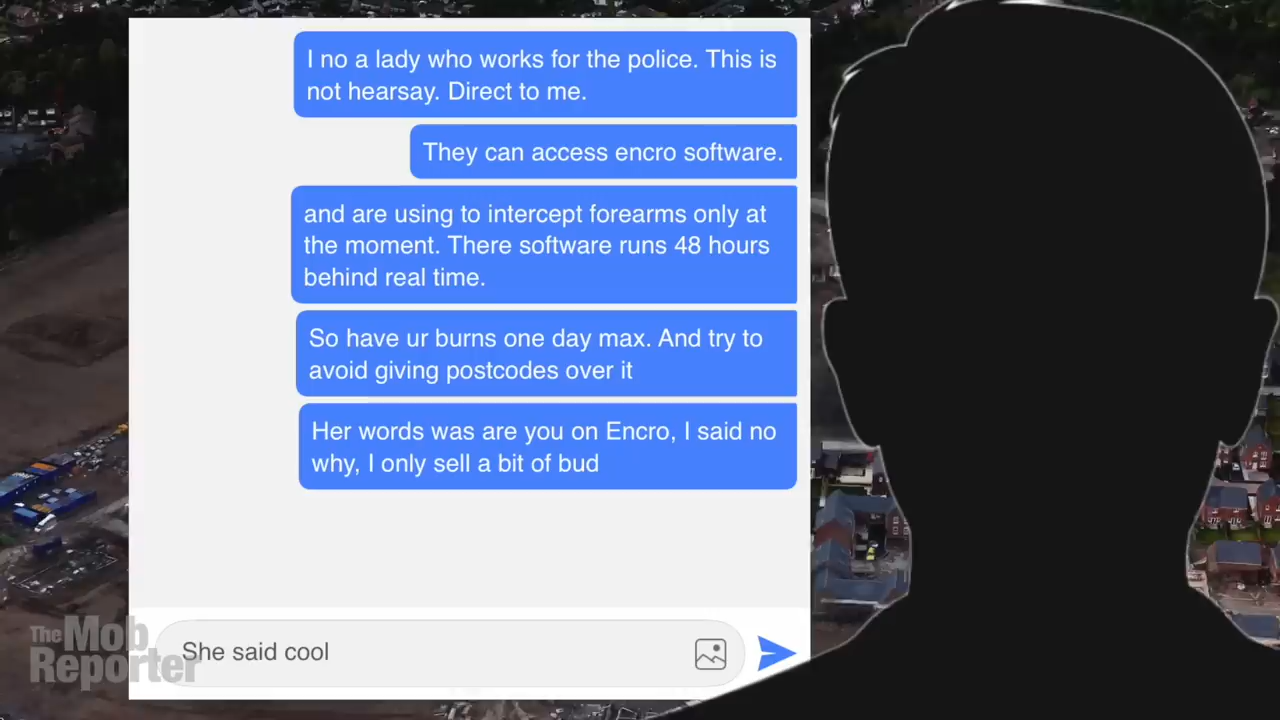 I no a lady who works for the police. This is
not hearsay. Direct to me.
They can access encro software.
and are using to intercept forearms only at
the moment. There software runs 48 hours
behind real time.
So have ur burns one day max. And try to
avoid giving postcodes over it
Her words was are you on Encro, I said no
why, I only sell a bit of bud
She said cool
The Mob
Reporter